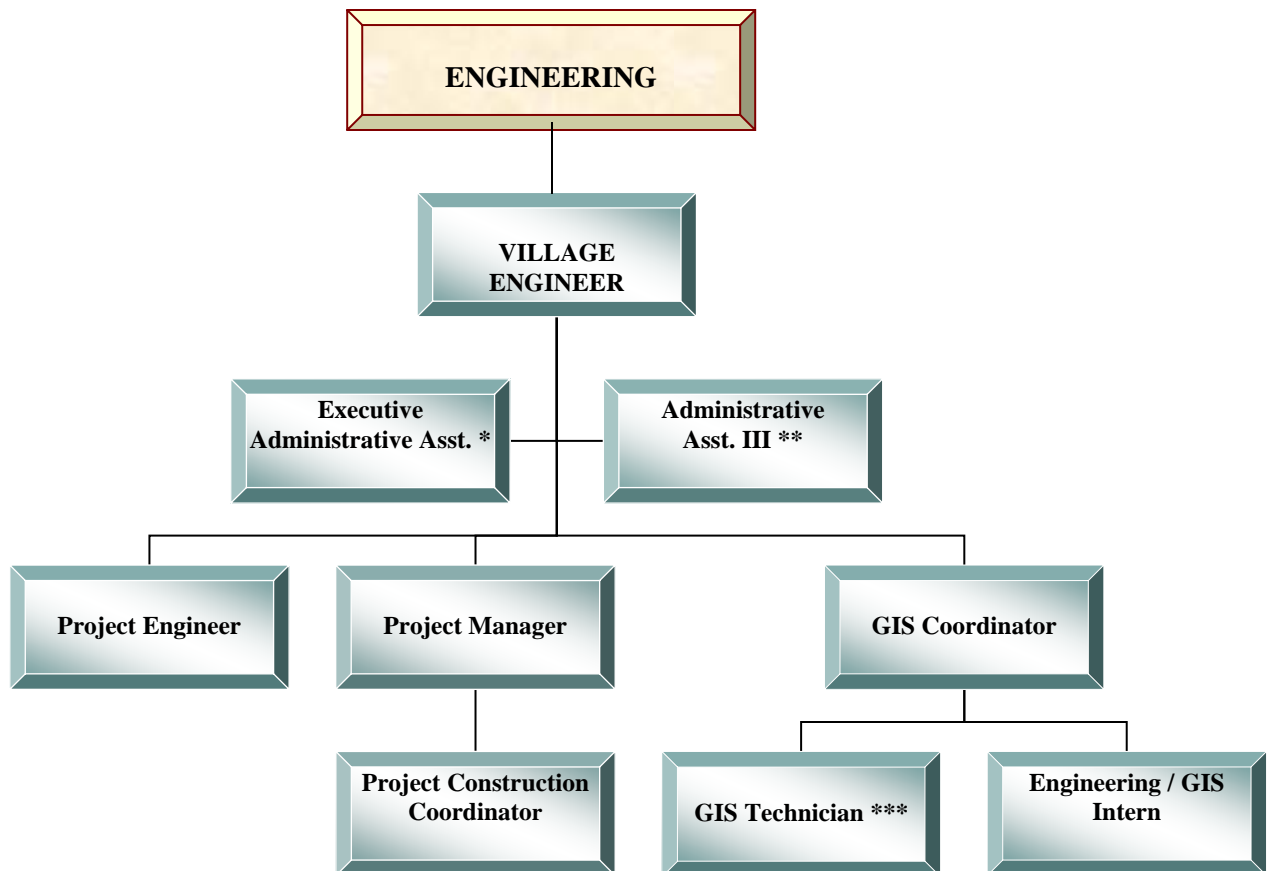 ENGINEERING
VILLAGE
ENGINEER
Executive
Administrative Asst. *
Administrative
Asst. III **
Project Engineer
Project Manager
GIS Coordinator
Project Construction
Coordinator
GIS Technician ***
Engineering / GIS
Intern